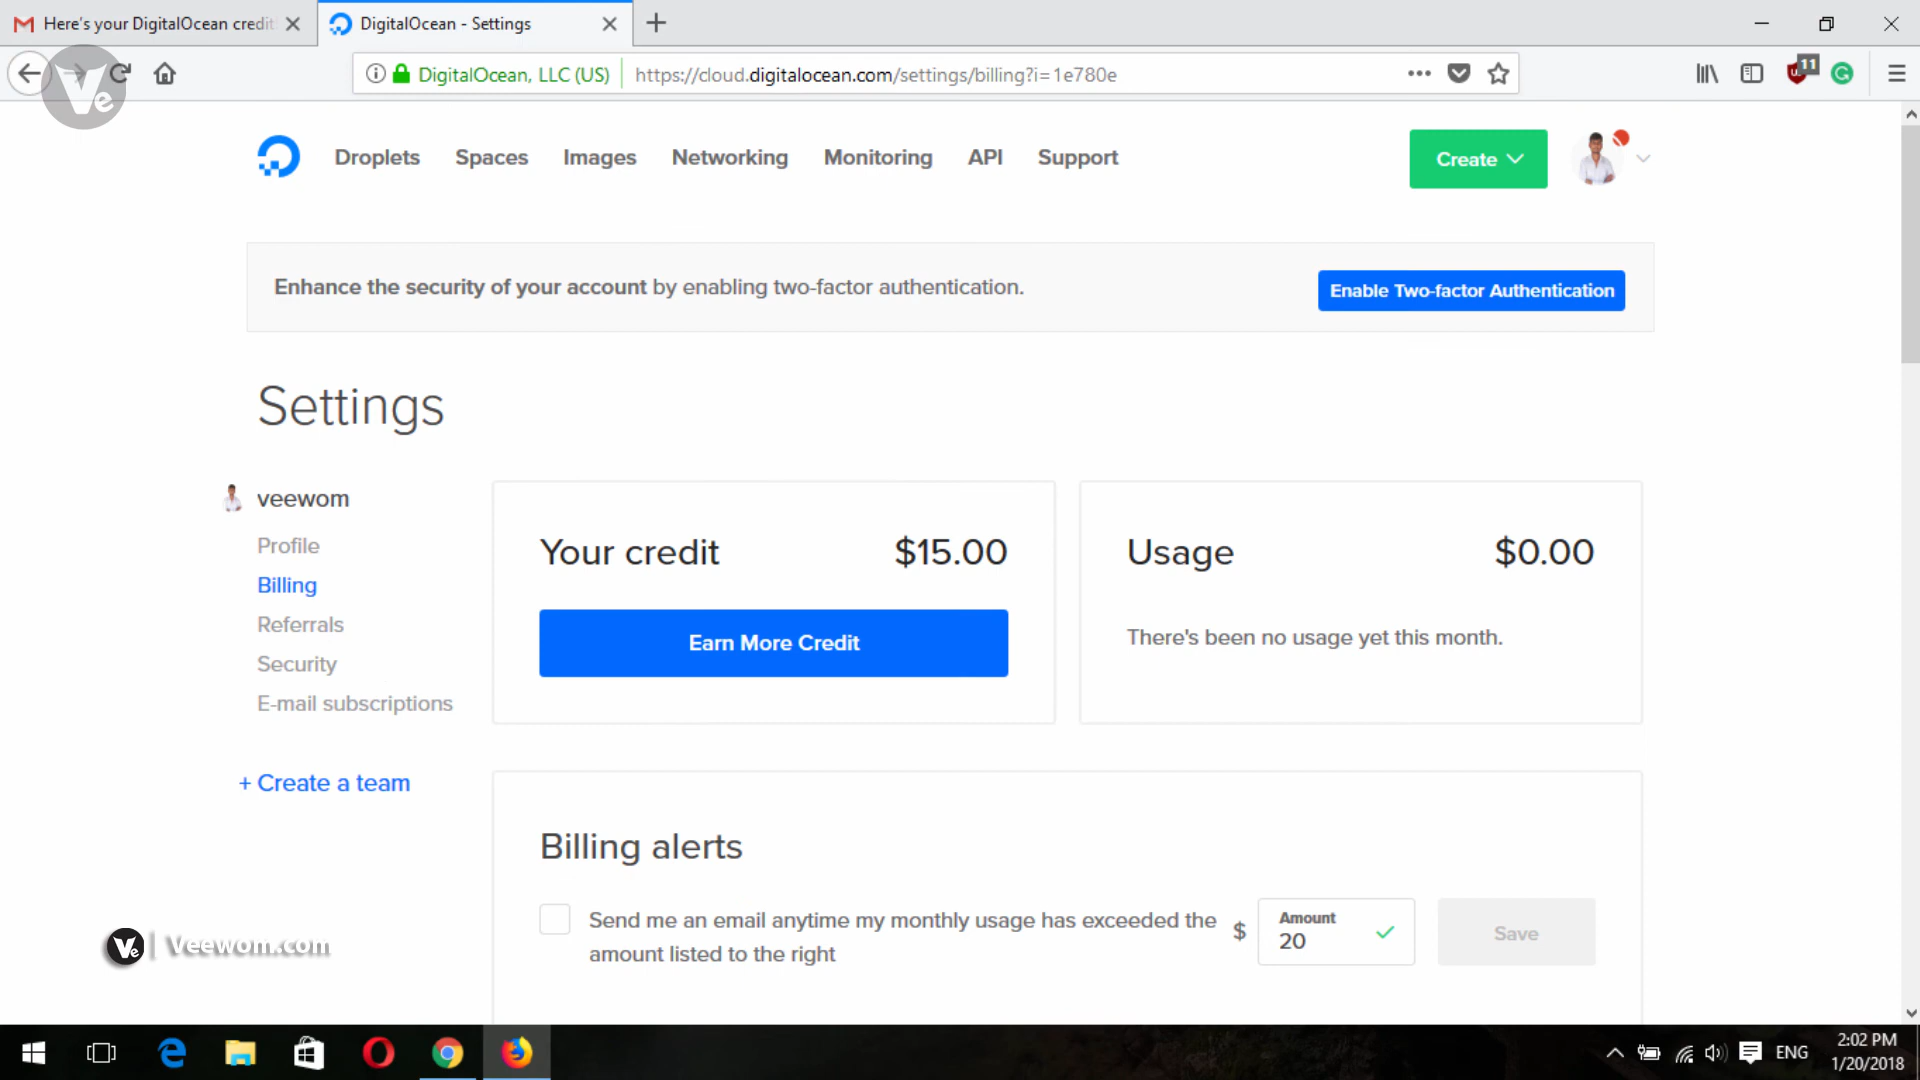 Here's your DigitalOcean credit
DigitalOcean - Settings
DigitalOcean, LLC (US)
https://cloud.digitalocean.com/settings/billing?i=1e780e
11
Ve
Droplets
Spaces
Images
Networking
Monitoring
API
Support
Create
Enhance the security of your account by enabling two-factor authentication.
Enable Two-factor Authentication
Settings
veewom
Profile
Billing
Referrals
Security
E-mail subscriptions
+ Create a team
Your credit
$15.00
Earn More Credit
Usage
$0.00
There's been no usage yet this month.
Billing alerts
Send me an email anytime my monthly usage has exceeded the
amount listed to the right
$
Amount
20
Save
Ve | Veewom.com
ENG
2:02 PM
1/20/2018